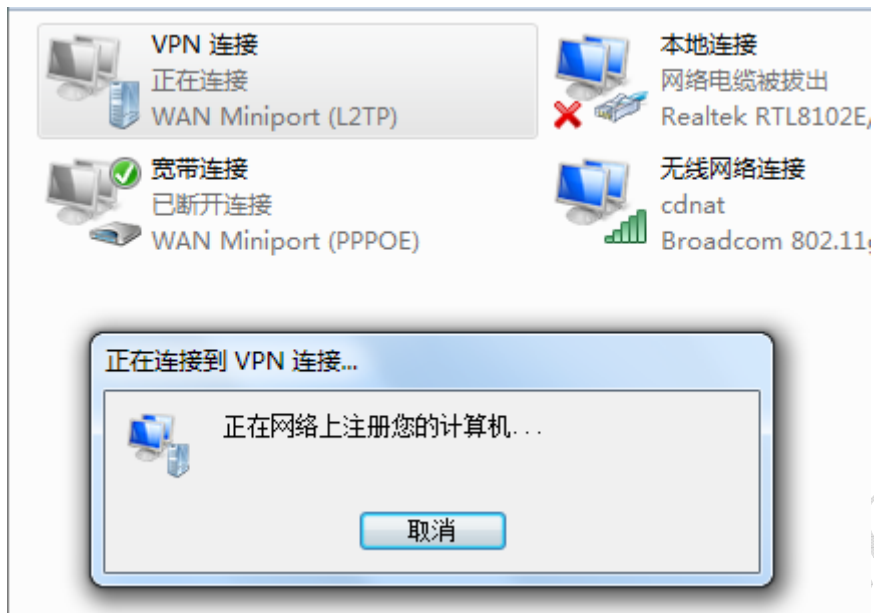 VPN 连接
正在连接
WAN Miniport (L2TP)
本地连接
网络电缆被拔出
Realtek RTL8102E/
宽带连接
已断开连接
WAN Miniport (PPPOE)
无线网络连接
cdnat
Broadcom 802.11g
正在连接到 VPN 连接...
正在网络上注册您的计算机...
取消